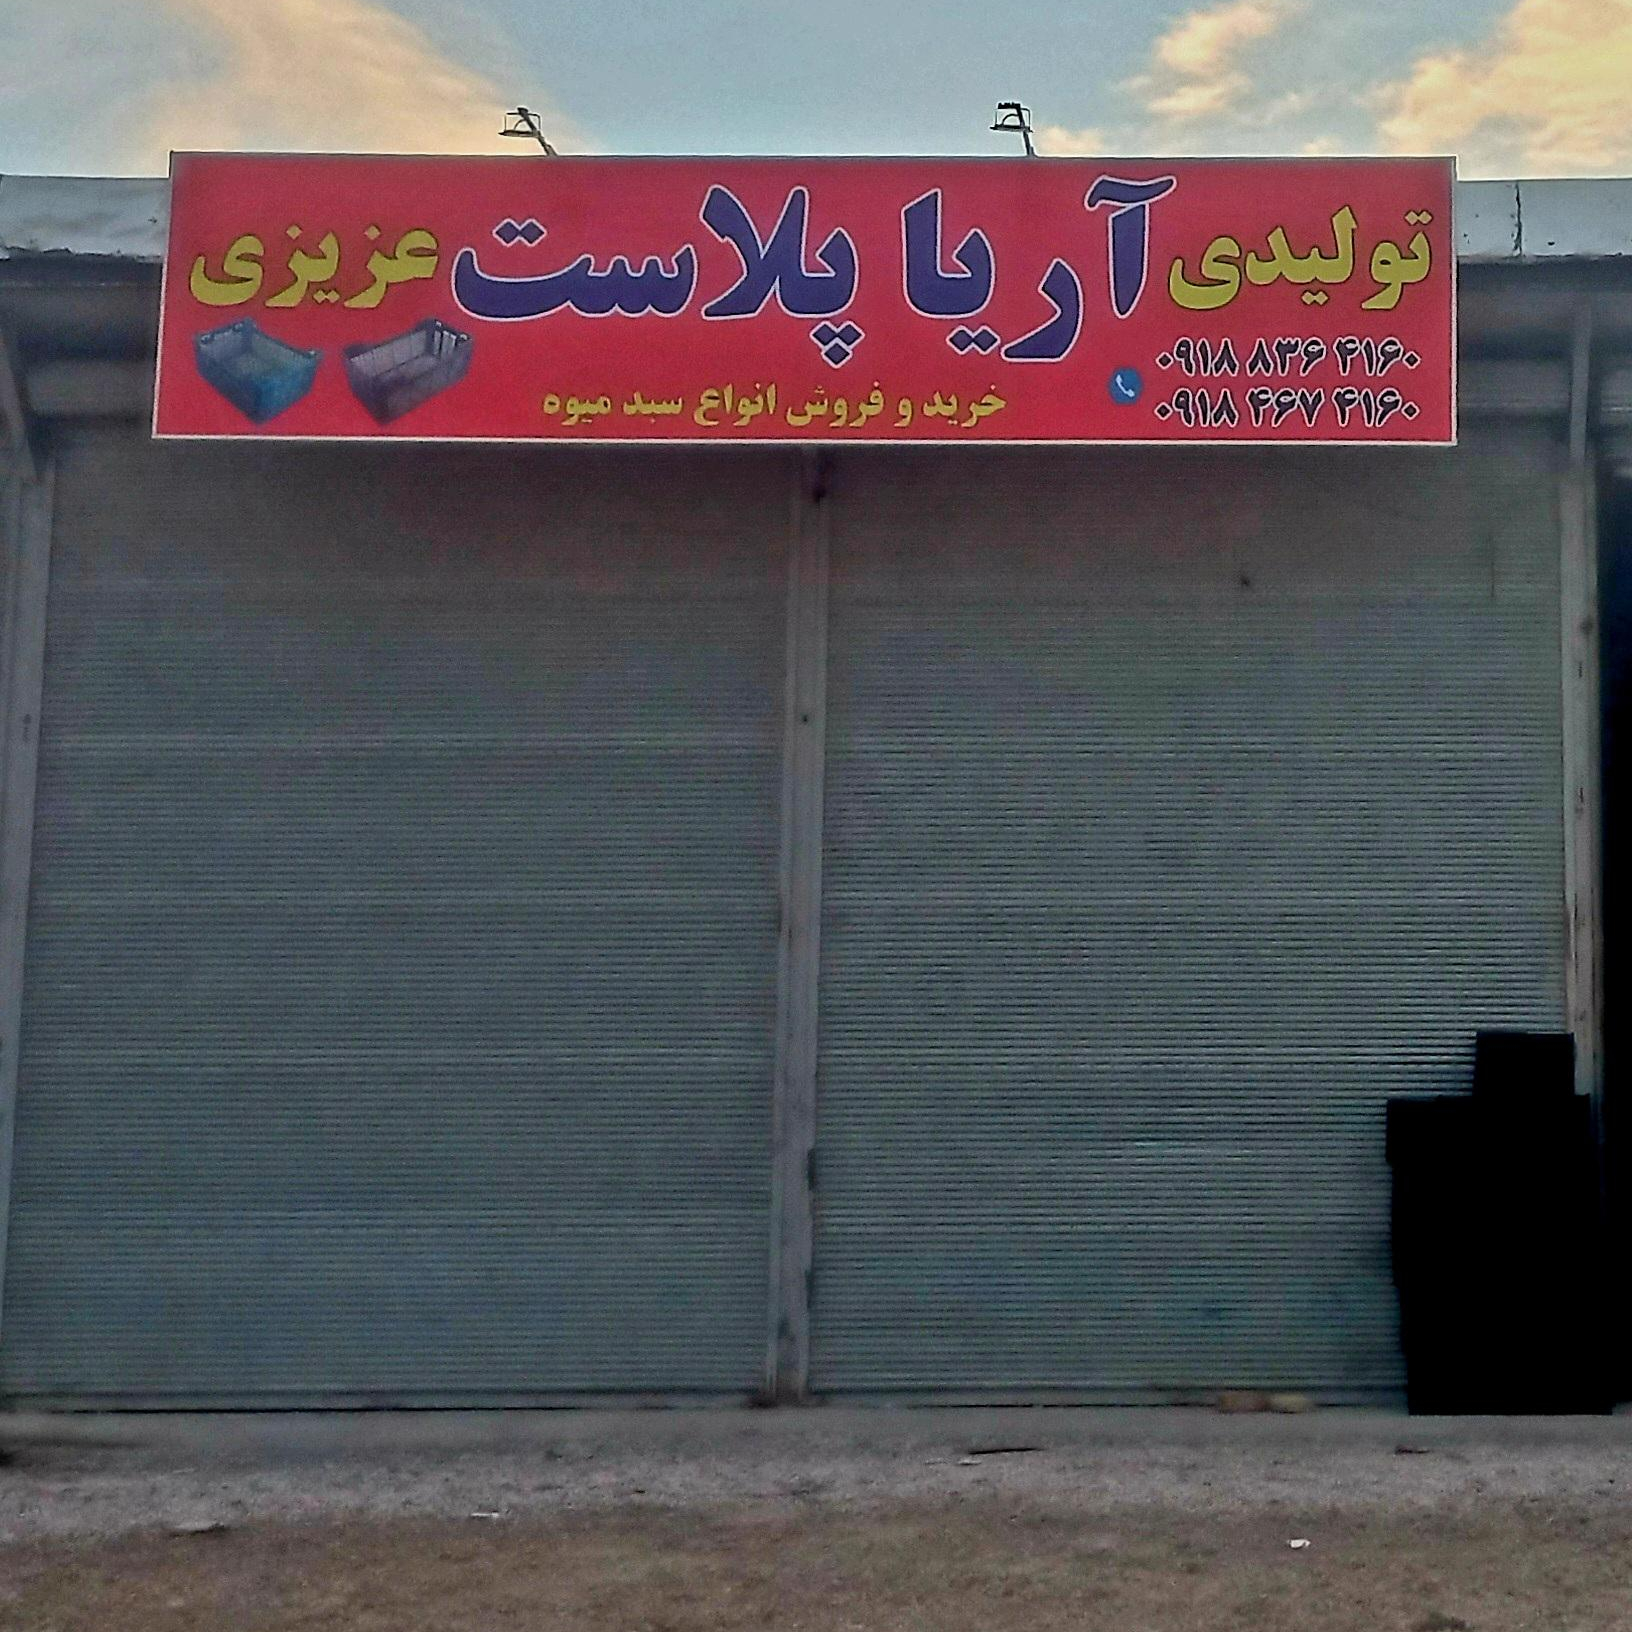 تولیدی آریا پلاست عزیزی
۰۹۱۸ ۸۳۶ ۴۱۶۰
۰۹۱۸ ۴۶۷ ۴۱۶۰
خرید و فروش انواع سبد میوه